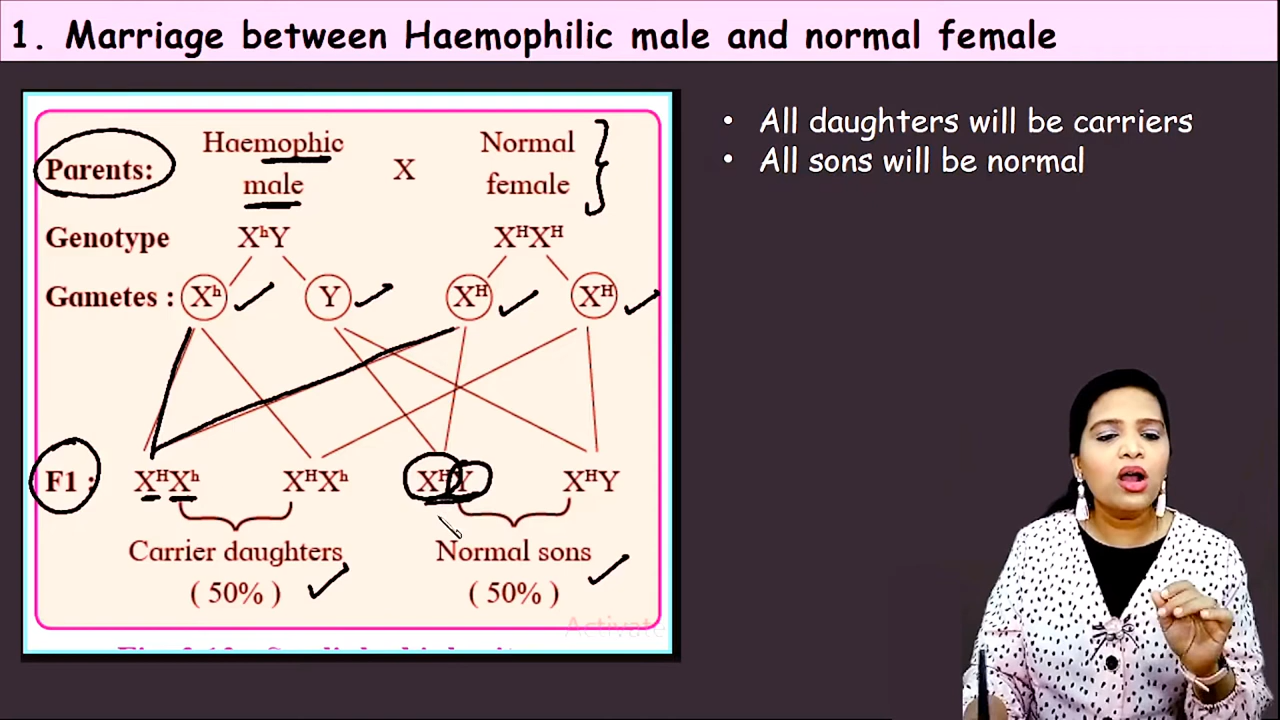 1. Marriage between Haemophilic male and normal female
Parents: Haemophic male X Normal female
Genotype XʰY XᴴXᴴ
Gametes : Xʰ Y Xᴴ Xᴴ
F1 : XᴴXʰ XᴴXʰ XᴴY XᴴY
Carrier daughters Normal sons
( 50% ) ( 50% )
Activate
• All daughters will be carriers
• All sons will be normal